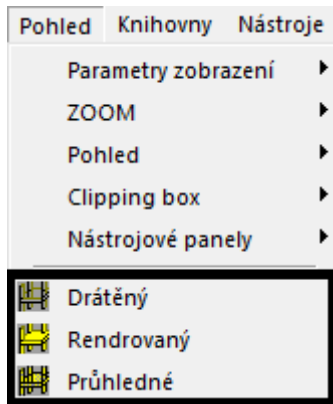 Pohled Knihovny Nástroje
Parametry zobrazení
ZOOM
Pohled
Clipping box
Nástrojové panely
Drátěný
Rendrovaný
Průhledné